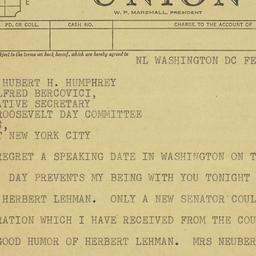 UNION
W. P. MARSHALL, PRESIDENT
PD. OR COLL. CASH NO. CHARGE TO THE ACCOUNT OF
subject to the terms on back hereof, which are hereby agreed to
NL WASHINGTON DC FE
HUBERT H. HUMPHREY
LFRED BERCOVICI,
ATIVE SECRETARY
ROOSEVELT DAY COMMITTEE
T NEW YORK CITY
REGRET A SPEAKING DATE IN WASHINGTON ON T
DAY PREVENTS MY BEING WITH YOU TONIGHT
HERBERT LEHMAN. ONLY A NEW SENATOR COUL
RATION WHICH I HAVE RECEIVED FROM THE COU
GOOD HUMOR OF HERBERT LEHMAN. MRS NEUBER